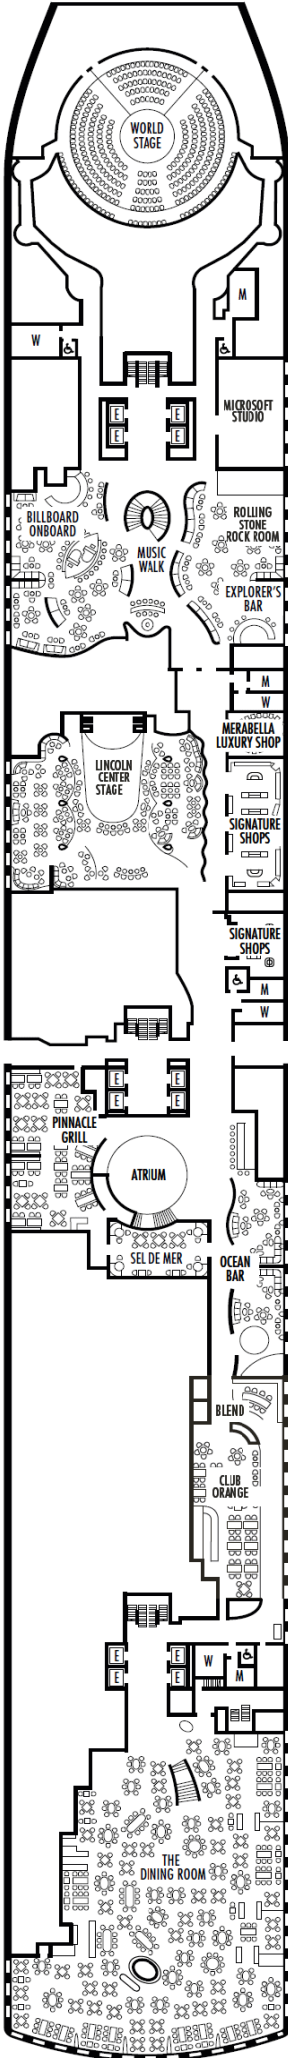 WORLD
STAGE
M
W
MICROSOFT
STUDIO
E E
E E
BILLBOARD
ONBOARD
ROLLING
STONE
ROCK ROOM
MUSIC
WALK
EXPLORER'S
BAR
M
W
MERABELLA
LUXURY SHOP
LINCOLN
CENTER
STAGE
SIGNATURE
SHOPS
SIGNATURE
SHOPS
M
W
E E
E E
PINNACLE
GRILL
ATRIUM
SEL DE MER
OCEAN
BAR
BLEND
CLUB
ORANGE
E E
E E
W
M
THE
DINING ROOM